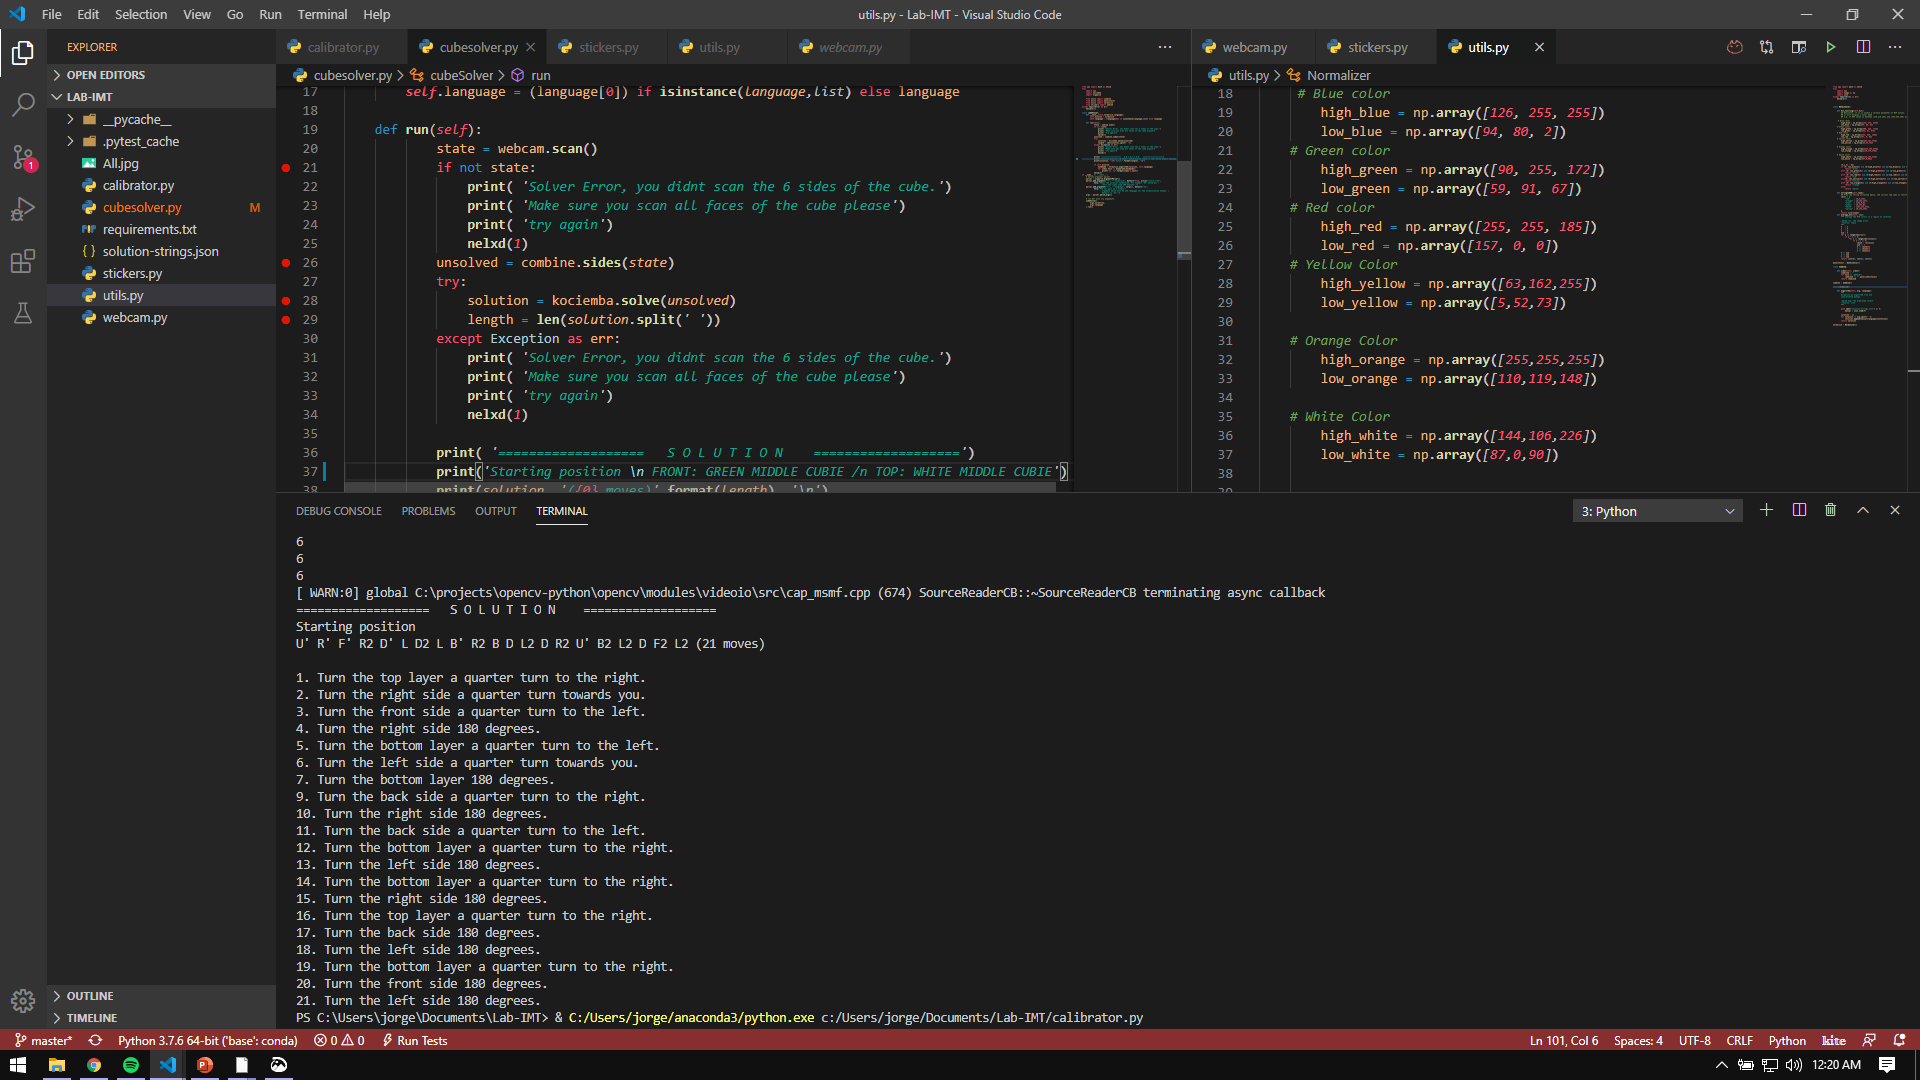 File Edit Selection View Go Run Terminal Help
utils.py - Lab-IMT - Visual Studio Code
EXPLORER
OPEN EDITORS
LAB-IMT
__pycache__
.pytest_cache
All.jpg
calibrator.py
cubesolver.py M
requirements.txt
solution-strings.json
stickers.py
utils.py
webcam.py
OUTLINE
TIMELINE
1
calibrator.py cubesolver.py stickers.py utils.py webcam.py
cubesolver.py > cubeSolver > run
17 self.language = (language[0]) if isinstance(language,list) else language
18
19 def run(self):
20 state = webcam.scan()
21 if not state:
22 print( 'Solver Error, you didnt scan the 6 sides of the cube.')
23 print( 'Make sure you scan all faces of the cube please')
24 print( 'try again')
25 nelxd(1)
26 unsolved = combine.sides(state)
27 try:
28 solution = kociemba.solve(unsolved)
29 length = len(solution.split(' '))
30 except Exception as err:
31 print( 'Solver Error, you didnt scan the 6 sides of the cube.')
32 print( 'Make sure you scan all faces of the cube please')
33 print( 'try again')
34 nelxd(1)
35
36 print( '=================== S O L U T I O N ===================')
37 print('Starting position \n FRONT: GREEN MIDDLE CUBIE /n TOP: WHITE MIDDLE CUBIE')
38 print(solution, '({0} moves)'.format(length), '\n')
webcam.py stickers.py utils.py
utils.py > Normalizer
18 # Blue color
19 high_blue = np.array([126, 255, 255])
20 low_blue = np.array([94, 80, 2])
21 # Green color
22 high_green = np.array([90, 255, 172])
23 low_green = np.array([59, 91, 67])
24 # Red color
25 high_red = np.array([255, 255, 185])
26 low_red = np.array([157, 0, 0])
27 # Yellow Color
28 high_yellow = np.array([63,162,255])
29 low_yellow = np.array([5,52,73])
30
31 # Orange Color
32 high_orange = np.array([255,255,255])
33 low_orange = np.array([110,119,148])
34
35 # White Color
36 high_white = np.array([144,106,226])
37 low_white = np.array([87,0,90])
38
39
DEBUG CONSOLE PROBLEMS OUTPUT TERMINAL
3: Python
6
6
6
[ WARN:0] global C:\projects\opencv-python\opencv\modules\videoio\src\cap_msmf.cpp (674) SourceReaderCB::~SourceReaderCB terminating async callback
=================== S O L U T I O N ===================
Starting position
U' R' F' R2 D' L D2 L B' R2 B D L2 D R2 U' B2 L2 D F2 L2 (21 moves)
1. Turn the top layer a quarter turn to the right.
2. Turn the right side a quarter turn towards you.
3. Turn the front side a quarter turn to the left.
4. Turn the right side 180 degrees.
5. Turn the bottom layer a quarter turn to the left.
6. Turn the left side a quarter turn towards you.
7. Turn the bottom layer 180 degrees.
9. Turn the back side a quarter turn to the right.
10. Turn the right side 180 degrees.
11. Turn the back side a quarter turn to the left.
12. Turn the bottom layer a quarter turn to the right.
13. Turn the left side 180 degrees.
14. Turn the bottom layer a quarter turn to the right.
15. Turn the right side 180 degrees.
16. Turn the top layer a quarter turn to the right.
17. Turn the back side 180 degrees.
18. Turn the left side 180 degrees.
19. Turn the bottom layer a quarter turn to the right.
20. Turn the front side 180 degrees.
21. Turn the left side 180 degrees.
PS C:\Users\jorge\Documents\Lab-IMT> & C:/Users/jorge/anaconda3/python.exe c:/Users/jorge/Documents/Lab-IMT/calibrator.py
master* Python 3.7.6 64-bit ('base': conda) 0 0 Run Tests
Ln 101, Col 6 Spaces: 4 UTF-8 CRLF Python kite
12:20 AM